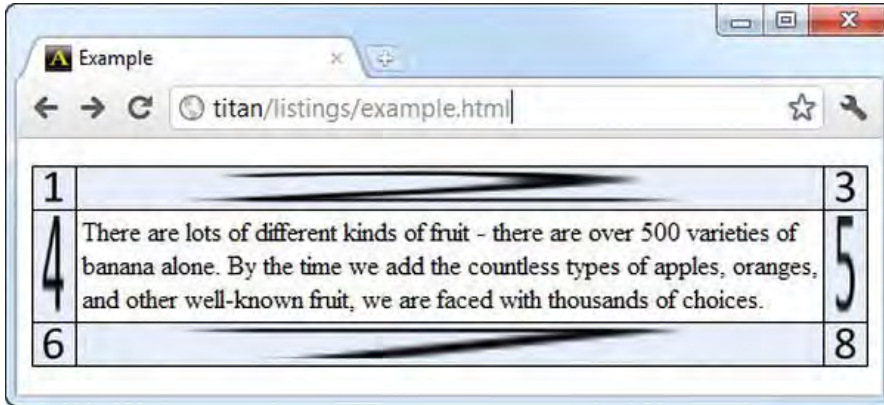 A Example
titan/listings/example.html
1 2 3
4
There are lots of different kinds of fruit - there are over 500 varieties of
banana alone. By the time we add the countless types of apples, oranges,
and other well-known fruit, we are faced with thousands of choices.
5
6 7 8